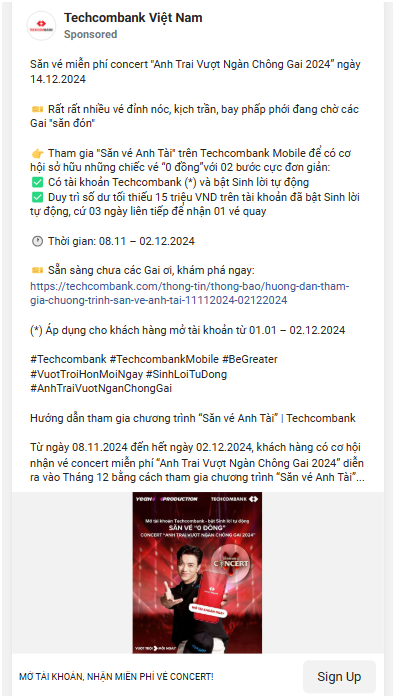 Techcombank Việt Nam
Sponsored
Săn vé miễn phí concert "Anh Trai Vượt Ngàn Chông Gai 2024” ngày
14.12.2024
🎫 Rất rất nhiều vé đỉnh nóc, kịch trần, bay phấp phới đang chờ các
Gai "săn đón"
👉 Tham gia "Săn vé Anh Tài" trên Techcombank Mobile để có cơ
hội sở hữu những chiếc vé “0 đồng”với 02 bước cực đơn giản:
✅ Có tài khoản Techcombank (*) và bật Sinh lời tự động
✅ Duy trì số dư tối thiểu 15 triệu VND trên tài khoản đã bật Sinh lời
tự động, cứ 03 ngày liên tiếp để nhận 01 vé quay
🕐 Thời gian: 08.11 – 02.12.2024
🎫 Sẵn sàng chưa các Gai ơi, khám phá ngay:
https://techcombank.com/thong-tin/thong-bao/huong-dan-tham-
gia-chuong-trinh-san-ve-anh-tai-11112024-02122024
(*) Áp dụng cho khách hàng mở tài khoản từ 01.01 – 02.12.2024
#Techcombank #TechcombankMobile #BeGreater
#VuotTroiHonMoiNgay #SinhLoiTuDong
#AnhTraiVuotNganChongGai
Hướng dẫn tham gia chương trình “Săn vé Anh Tài” | Techcombank
Từ ngày 08.11.2024 đến hết ngày 02.12.2024, khách hàng có cơ hội
nhận vé concert miễn phí “Anh Trai Vượt Ngàn Chông Gai 2024” diễn
ra vào Tháng 12 bằng cách tham gia chương trình “Săn vé Anh Tài”...
YEAH1 1PRODUCTION TECHCOMBANK
Mở tài khoản Techcombank - bật Sinh lời tự động
SĂN VÉ “0 ĐỒNG”
CONCERT “ANH TRAI VƯỢT NGÀN CHÔNG GAI 2024”
CONCERT
MỞ TÀI KHOẢN NGAY
VƯỢT TRỘI HƠN MỖI NGÀY
MỞ TÀI KHOẢN, NHẬN MIỄN PHÍ VÉ CONCERT!
Sign Up